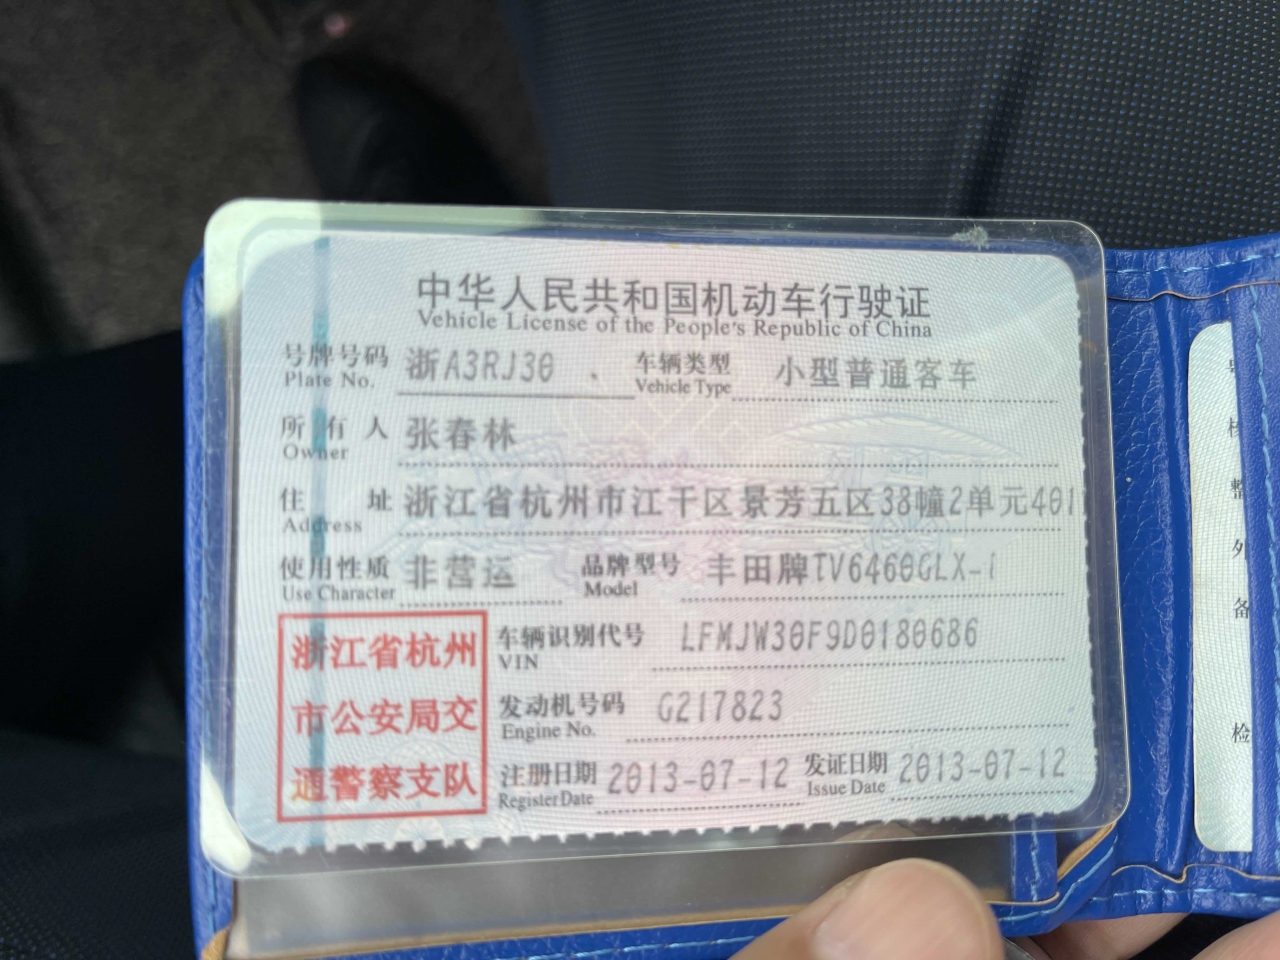 中华人民共和国机动车行驶证
Vehicle License of the People's Republic of China
号牌号码 浙A3RJ30 车辆类型 小型普通客车
Plate No. Vehicle Type
所有人 张春林
Owner
住址 浙江省杭州市江干区景芳五区38幢2单元401
Address
使用性质 非营运 品牌型号 丰田牌TV6460GLX-i
Use Character Model
浙江省杭州
市公安局交
通警察支队
车辆识别代号 LFMJW30F9D0180686
VIN
发动机号码 G217823
Engine No.
注册日期 2013-07-12 发证日期 2013-07-12
Register Date Issue Date
整
外
备
检